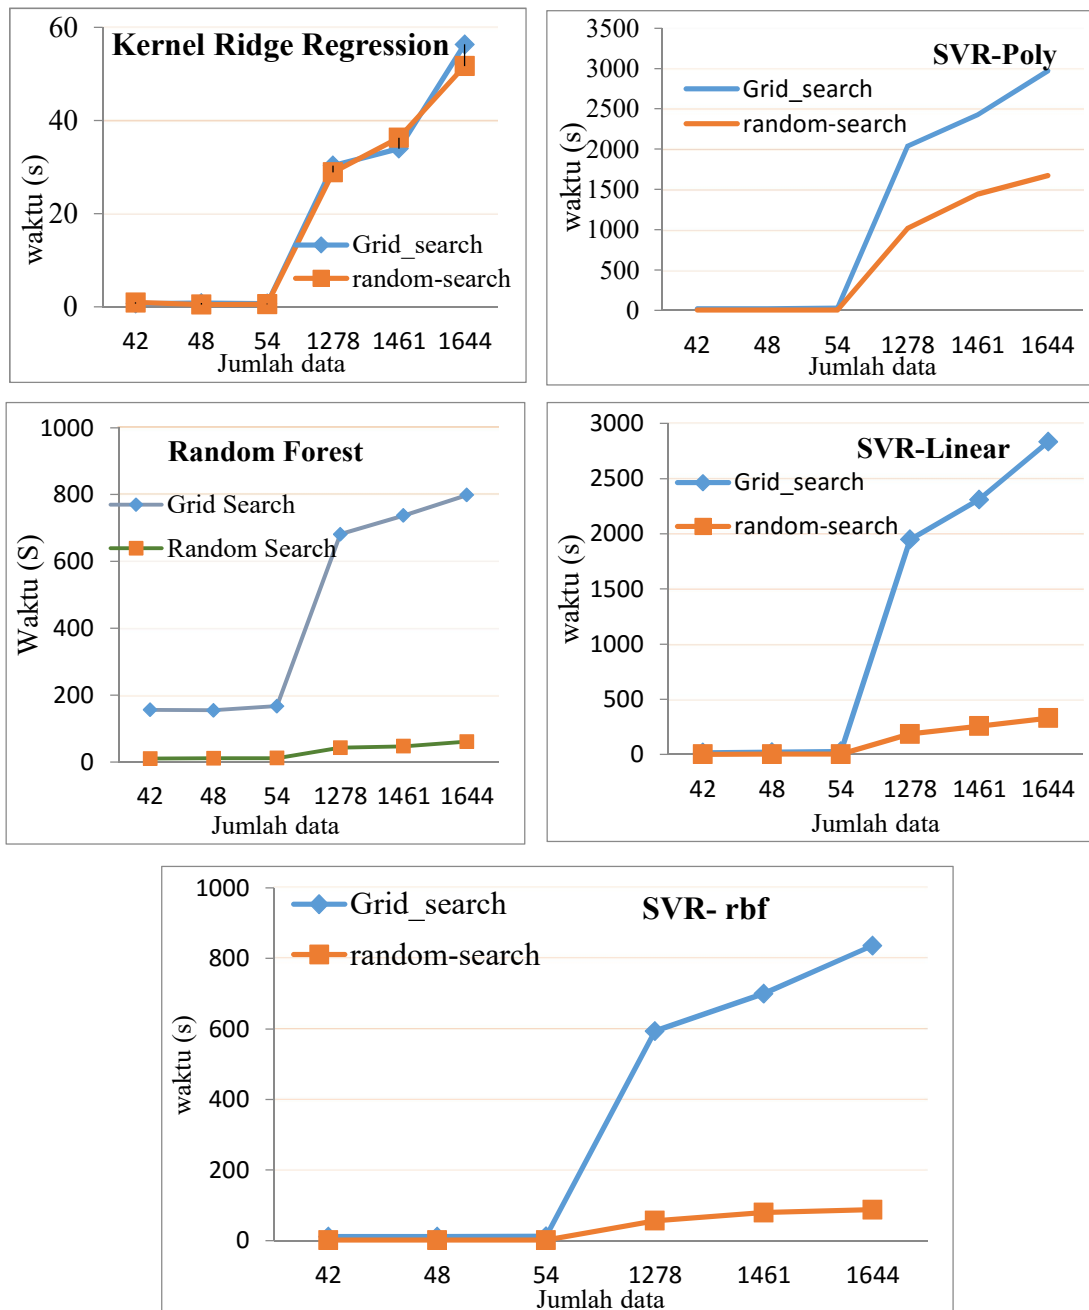 Kernel Ridge Regression
60
40
20
0
waktu (s)
Grid_search
random-search
42 48 54 1278 1461 1644
Jumlah data
SVR-Poly
3500
3000
2500
2000
1500
1000
500
0
waktu (s)
Grid_search
random-search
42 48 54 1278 1461 1644
Jumlah data
Random Forest
1000
800
600
400
200
0
Waktu (S)
Grid Search
Random Search
42 48 54 1278 1461 1644
Jumlah data
SVR-Linear
3000
2500
2000
1500
1000
500
0
waktu (s)
Grid_search
random-search
42 48 54 1278 1461 1644
Jumlah data
SVR- rbf
1000
800
600
400
200
0
waktu (s)
Grid_search
random-search
42 48 54 1278 1461 1644
Jumlah data